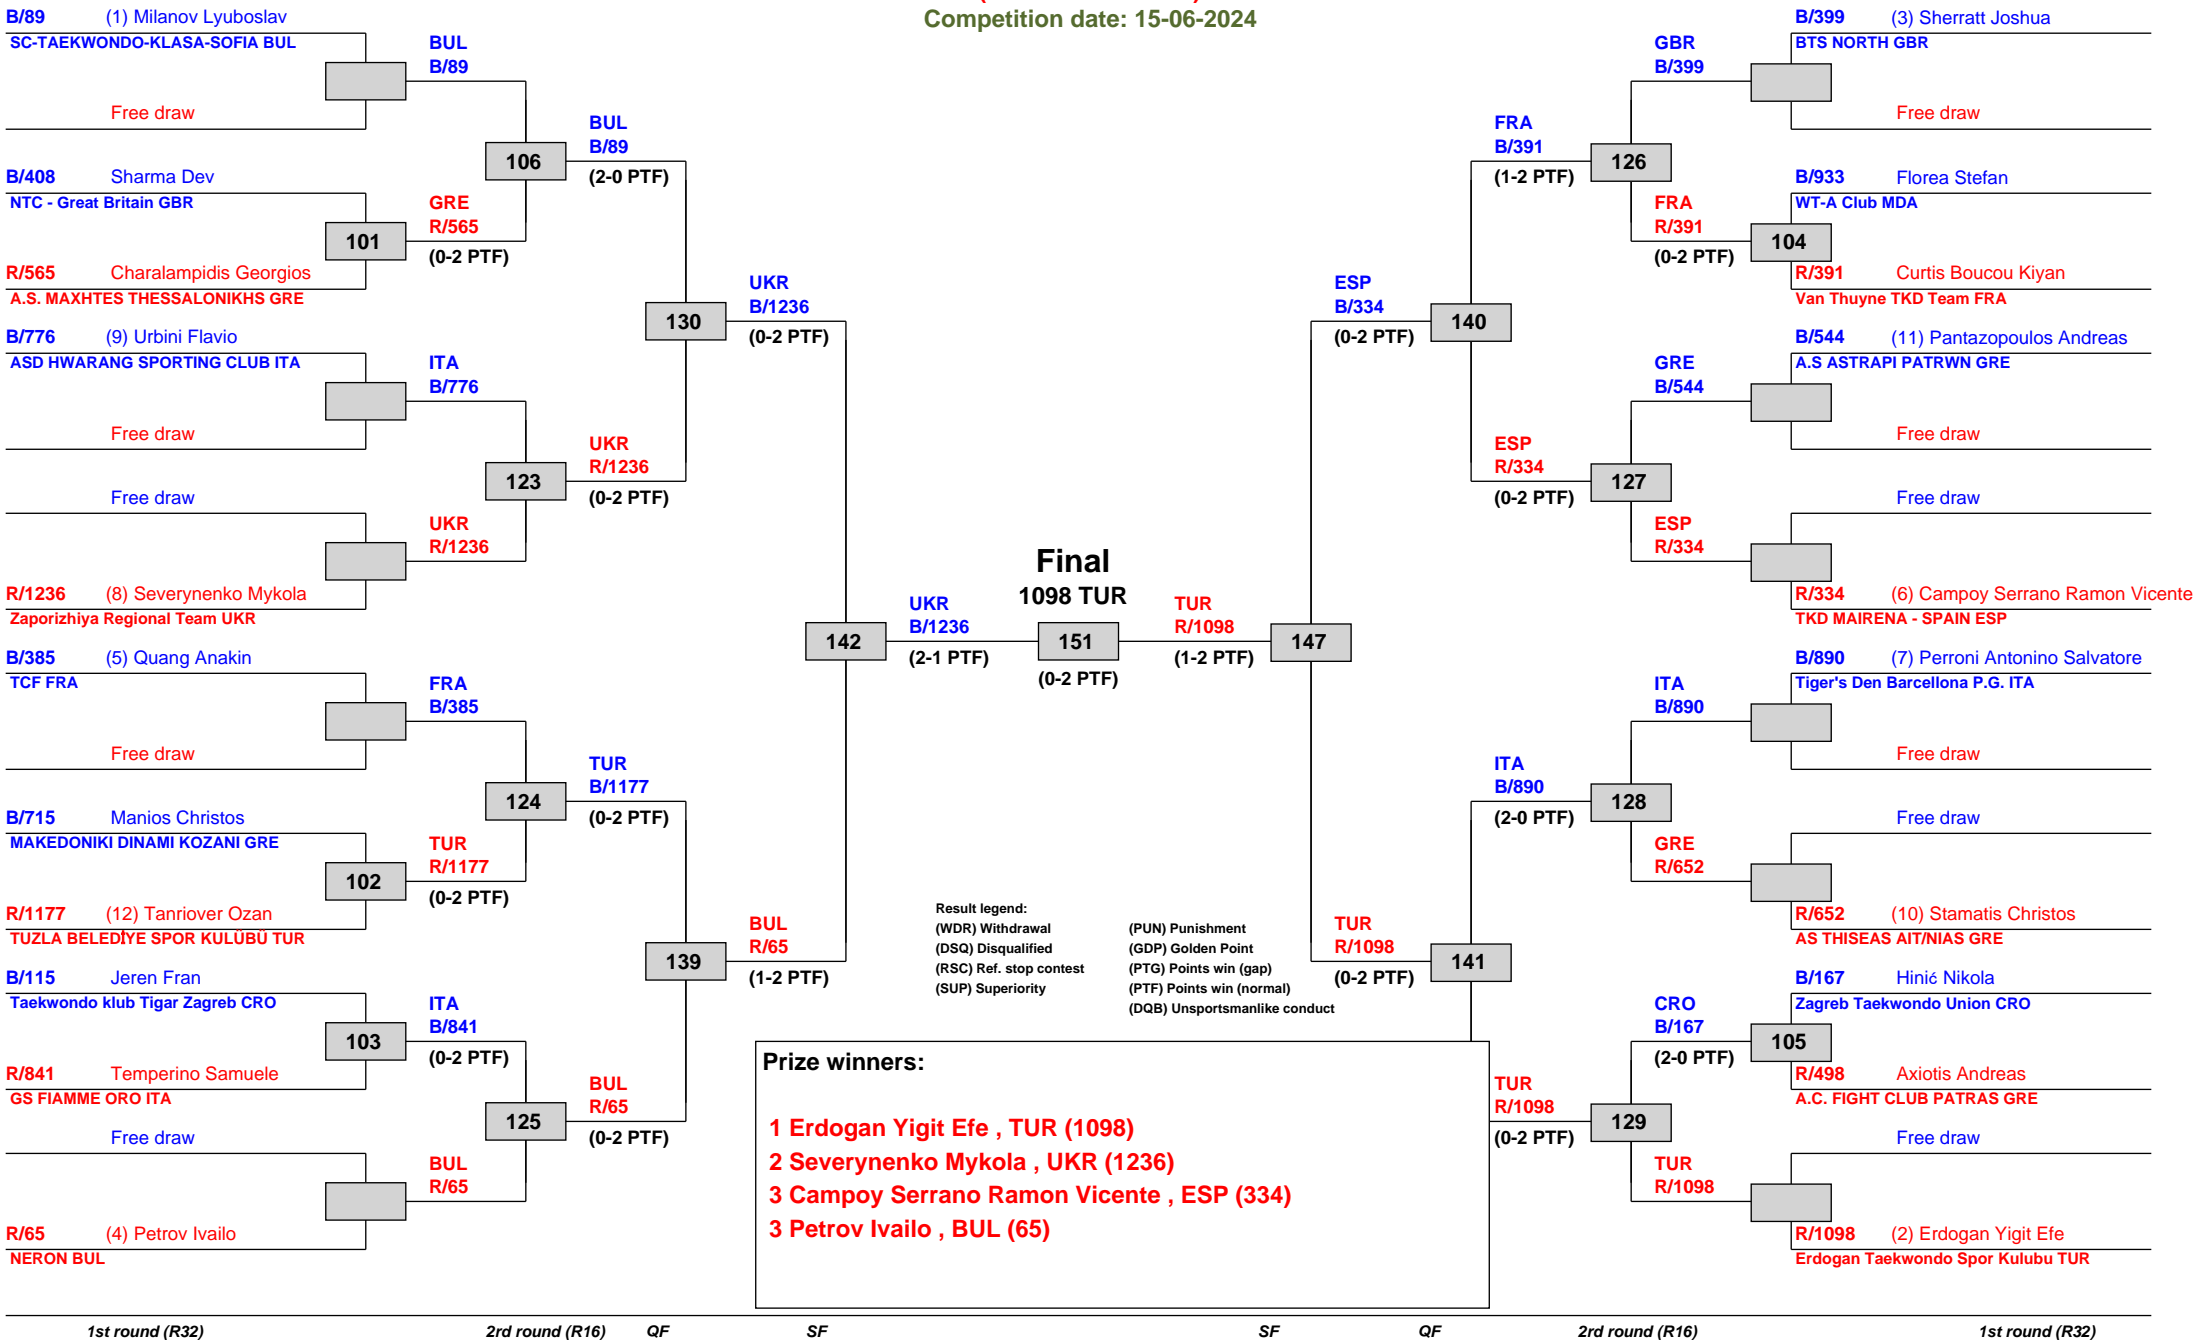 Competition date: 15-06-2024
B/89 (1) Milanov Lyuboslav
SC-TAEKWONDO-KLASA-SOFIA BUL
Free draw
B/408 Sharma Dev
NTC - Great Britain GBR
101
R/565 Charalampidis Georgios
A.S. MAXHTES THESSALONIKHS GRE
B/776 (9) Urbini Flavio
ASD HWARANG SPORTING CLUB ITA
Free draw
Free draw
R/1236 (8) Severynenko Mykola
Zaporizhiya Regional Team UKR
B/385 (5) Quang Anakin
TCF FRA
Free draw
B/715 Manios Christos
MAKEDONIKI DINAMI KOZANI GRE
102
R/1177 (12) Tanriover Ozan
TUZLA BELEDİYE SPOR KULÜBÜ TUR
B/115 Jeren Fran
Taekwondo klub Tigar Zagreb CRO
103
R/841 Temperino Samuele
GS FIAMME ORO ITA
Free draw
R/65 (4) Petrov Ivailo
NERON BUL
BUL
B/89
106
GRE
R/565
(0-2 PTF)
ITA
B/776
123
UKR
R/1236
FRA
B/385
124
TUR
R/1177
(0-2 PTF)
ITA
B/841
(0-2 PTF)
125
BUL
R/65
BUL
B/89
(2-0 PTF)
130
UKR
R/1236
(0-2 PTF)
TUR
B/1177
(0-2 PTF)
139
BUL
R/65
(0-2 PTF)
UKR
B/1236
(0-2 PTF)
142
BUL
R/65
(1-2 PTF)
UKR
B/1236
(2-1 PTF)
Final
1098 TUR
151
(0-2 PTF)
TUR
R/1098
(1-2 PTF)
147
ESP
B/334
(0-2 PTF)
TUR
R/1098
(0-2 PTF)
140
141
FRA
B/391
(1-2 PTF)
ESP
R/334
(0-2 PTF)
ITA
B/890
(2-0 PTF)
TUR
R/1098
(0-2 PTF)
GBR
B/399
126
FRA
R/391
(0-2 PTF)
GRE
B/544
127
ESP
R/334
ITA
B/890
128
GRE
R/652
CRO
B/167
(2-0 PTF)
129
TUR
R/1098
B/399 (3) Sherratt Joshua
BTS NORTH GBR
Free draw
B/933 Florea Stefan
WT-A Club MDA
104
R/391 Curtis Boucou Kiyan
Van Thuyne TKD Team FRA
B/544 (11) Pantazopoulos Andreas
A.S ASTRAPI PATRWN GRE
Free draw
Free draw
R/334 (6) Campoy Serrano Ramon Vicente
TKD MAIRENA - SPAIN ESP
B/890 (7) Perroni Antonino Salvatore
Tiger's Den Barcellona P.G. ITA
Free draw
Free draw
R/652 (10) Stamatis Christos
AS THISEAS AIT/NIAS GRE
B/167 Hinić Nikola
Zagreb Taekwondo Union CRO
105
R/498 Axiotis Andreas
A.C. FIGHT CLUB PATRAS GRE
Free draw
R/1098 (2) Erdogan Yigit Efe
Erdogan Taekwondo Spor Kulubu TUR
Result legend:
(WDR) Withdrawal
(DSQ) Disqualified
(RSC) Ref. stop contest
(SUP) Superiority
(PUN) Punishment
(GDP) Golden Point
(PTG) Points win (gap)
(PTF) Points win (normal)
(DQB) Unsportsmanlike conduct
Prize winners:
1 Erdogan Yigit Efe , TUR (1098)
2 Severynenko Mykola , UKR (1236)
3 Campoy Serrano Ramon Vicente , ESP (334)
3 Petrov Ivailo , BUL (65)
1st round (R32) 2rd round (R16) QF SF SF QF 2rd round (R16) 1st round (R32)